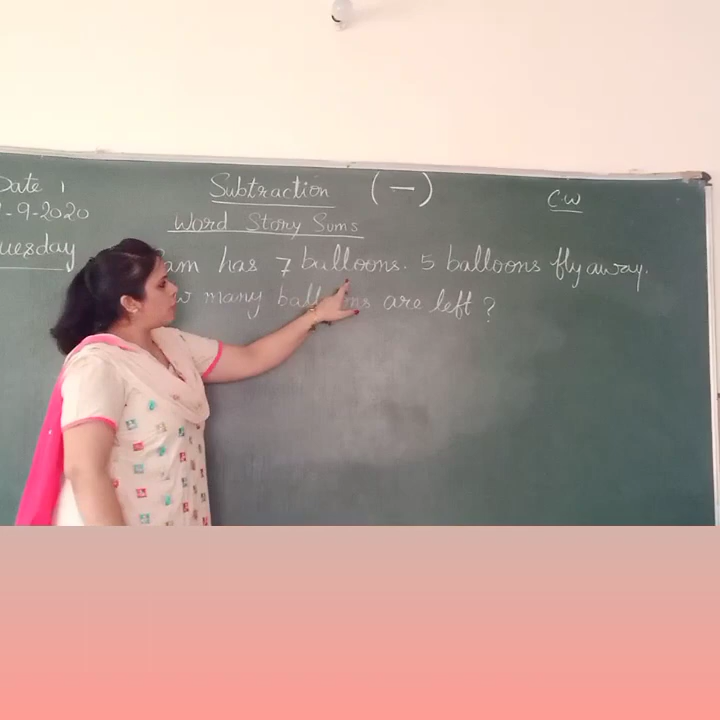 Date 1
-9-2020
uesday
Subtraction (-)
C.W
Word Story Sums
am has 7 balloons. 5 balloons fly away.
w many balloons are left?